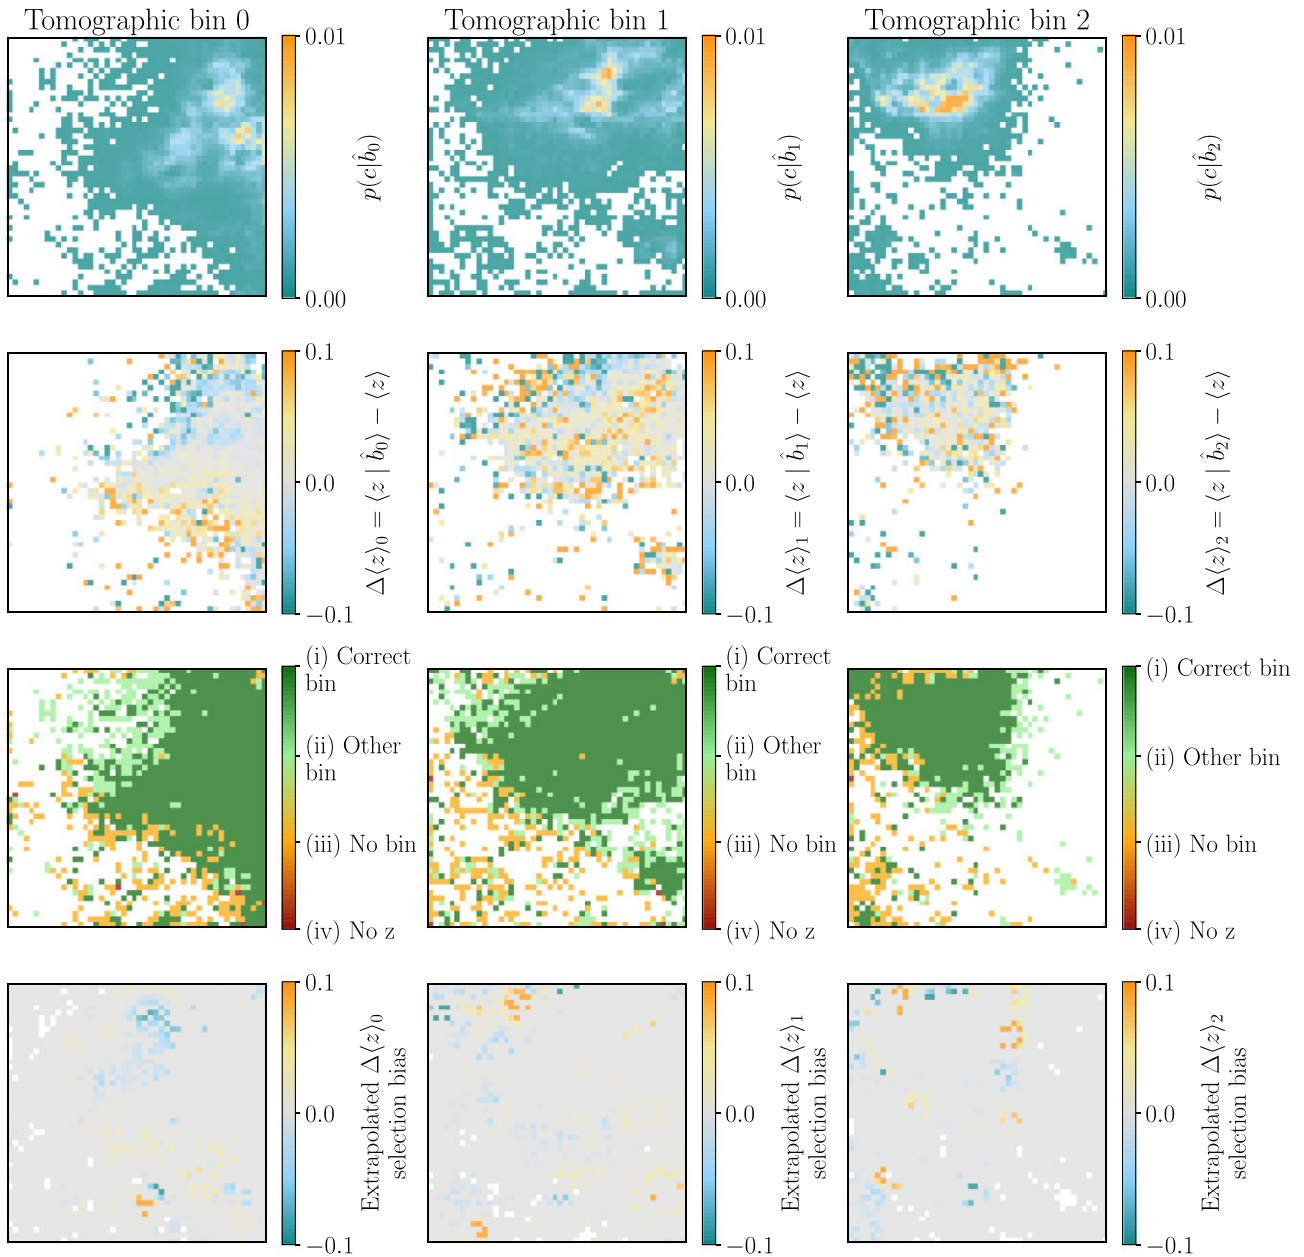 Tomographic bin 0
Tomographic bin 1
Tomographic bin 2
0.01
0.00
p(c|b̂₀)
0.01
0.00
p(c|b̂₁)
0.01
0.00
p(c|b̂₂)
0.1
0.0
−0.1
Δ⟨z⟩₀ = ⟨z | b̂₀⟩ − ⟨z⟩
0.1
0.0
−0.1
Δ⟨z⟩₁ = ⟨z | b̂₁⟩ − ⟨z⟩
0.1
0.0
−0.1
Δ⟨z⟩₂ = ⟨z | b̂₂⟩ − ⟨z⟩
(i) Correct
bin
(ii) Other
bin
(iii) No bin
(iv) No z
(i) Correct
bin
(ii) Other
bin
(iii) No bin
(iv) No z
(i) Correct bin
(ii) Other bin
(iii) No bin
(iv) No z
0.1
0.0
−0.1
Extrapolated Δ⟨z⟩₀
selection bias
0.1
0.0
−0.1
Extrapolated Δ⟨z⟩₁
selection bias
0.1
0.0
−0.1
Extrapolated Δ⟨z⟩₂
selection bias